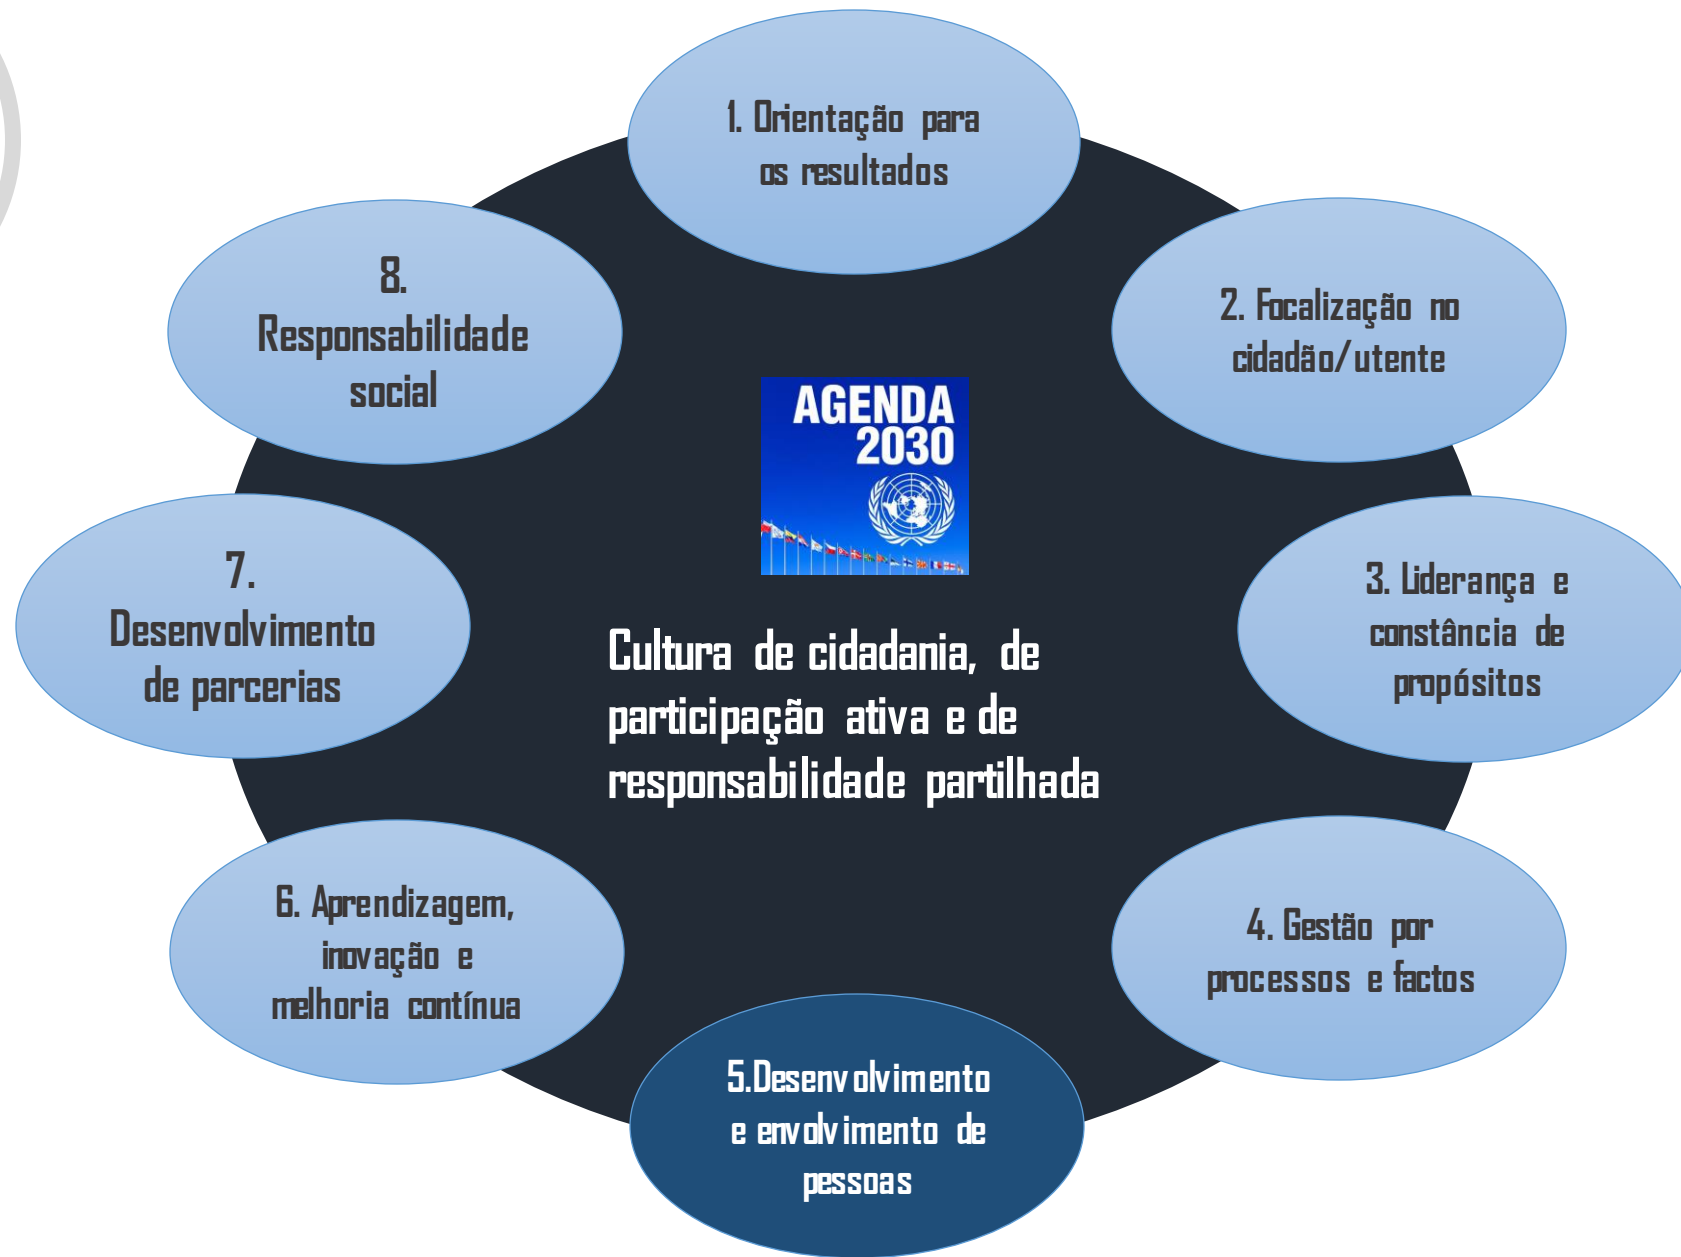 1. Orientação para
os resultados
2. Focalização no
cidadão/utente
3. Liderança e
constância de
propósitos
4. Gestão por
processos e factos
5.Desenvolvimento
e envolvimento de
pessoas
6. Aprendizagem,
inovação e
melhoria contínua
7.
Desenvolvimento
de parcerias
8.
Responsabilidade
social
AGENDA
2030
Cultura de cidadania, de
participação ativa e de
responsabilidade partilhada